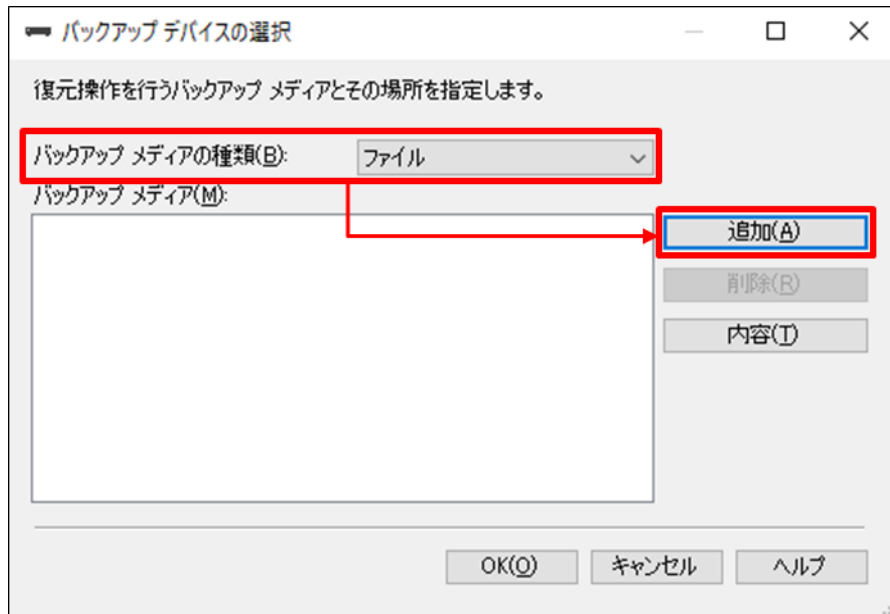 バックアップ デバイスの選択
復元操作を行うバックアップ メディアとその場所を指定します。
バックアップ メディアの種類(B): ファイル
バックアップ メディア(M):
追加(A)
削除(R)
内容(T)
OK(O) キャンセル ヘルプ